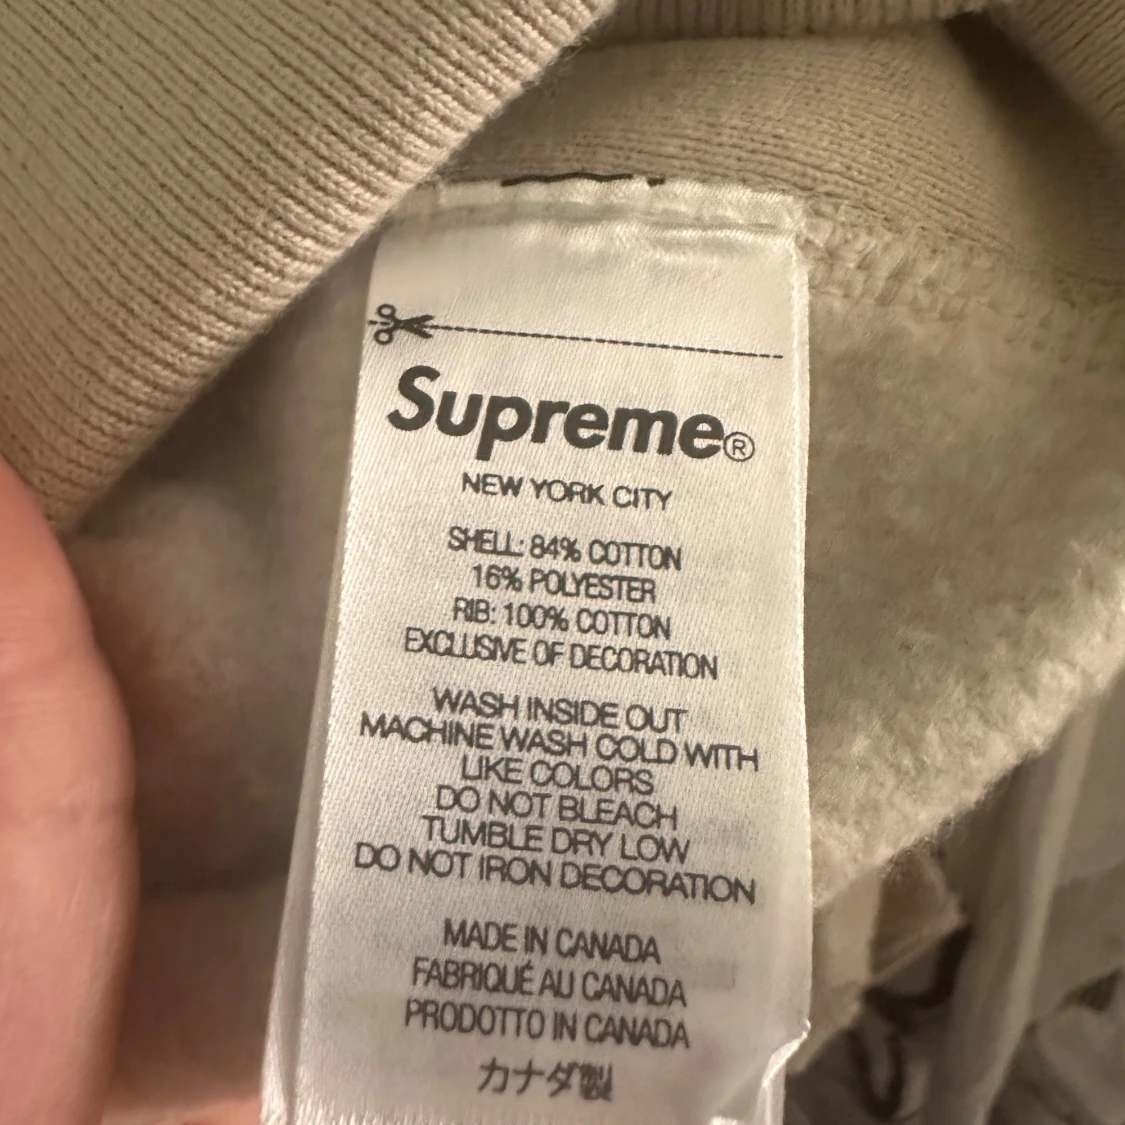 Supreme®
NEW YORK CITY
SHELL: 84% COTTON
16% POLYESTER
RIB: 100% COTTON
EXCLUSIVE OF DECORATION
WASH INSIDE OUT
MACHINE WASH COLD WITH
LIKE COLORS
DO NOT BLEACH
TUMBLE DRY LOW
DO NOT IRON DECORATION
MADE IN CANADA
FABRIQUÉ AU CANADA
PRODOTTO IN CANADA
カナダ製